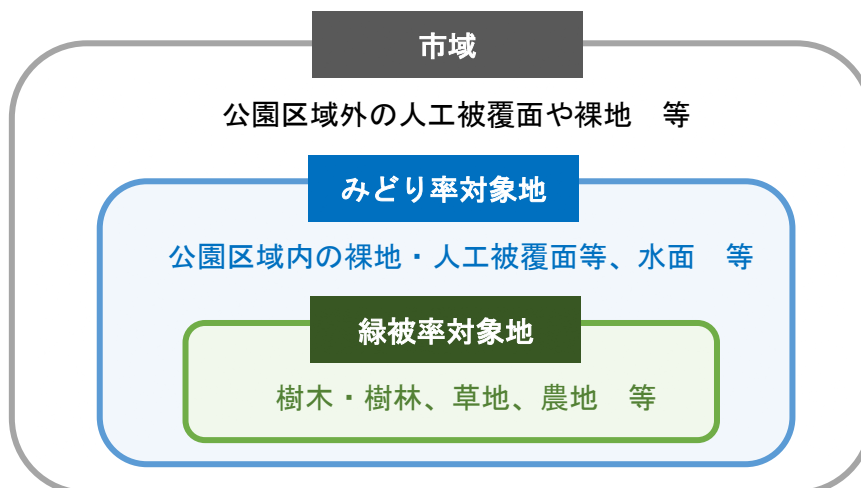 市域
公園区域外の人工被覆面や裸地　等
みどり率対象地
公園区域内の裸地・人工被覆面等、水面　等
緑被率対象地
樹木・樹林、草地、農地　等